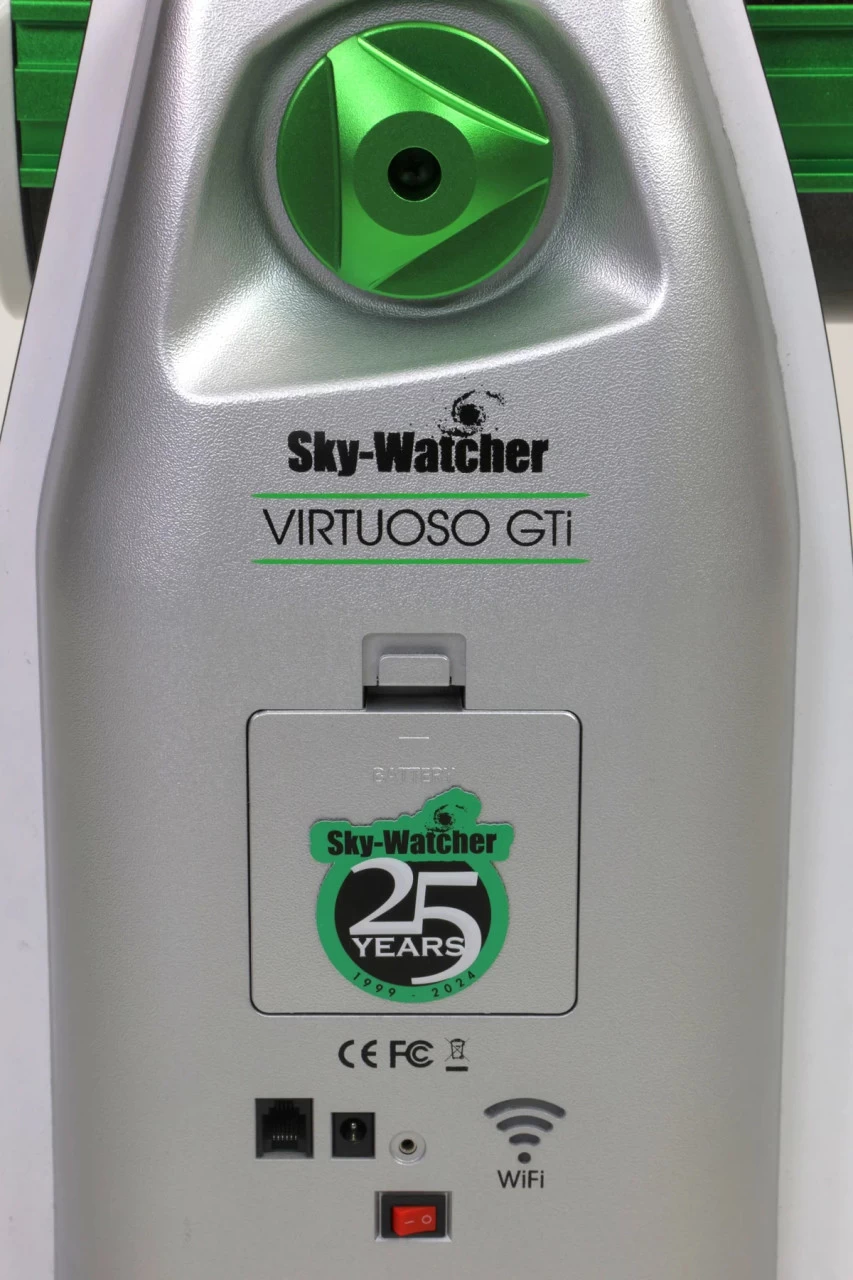 Sky-Watcher
VIRTUOSO GTi
BATTERY
Sky-Watcher
25
YEARS
1999 - 2024
CE FC
WiFi
— O